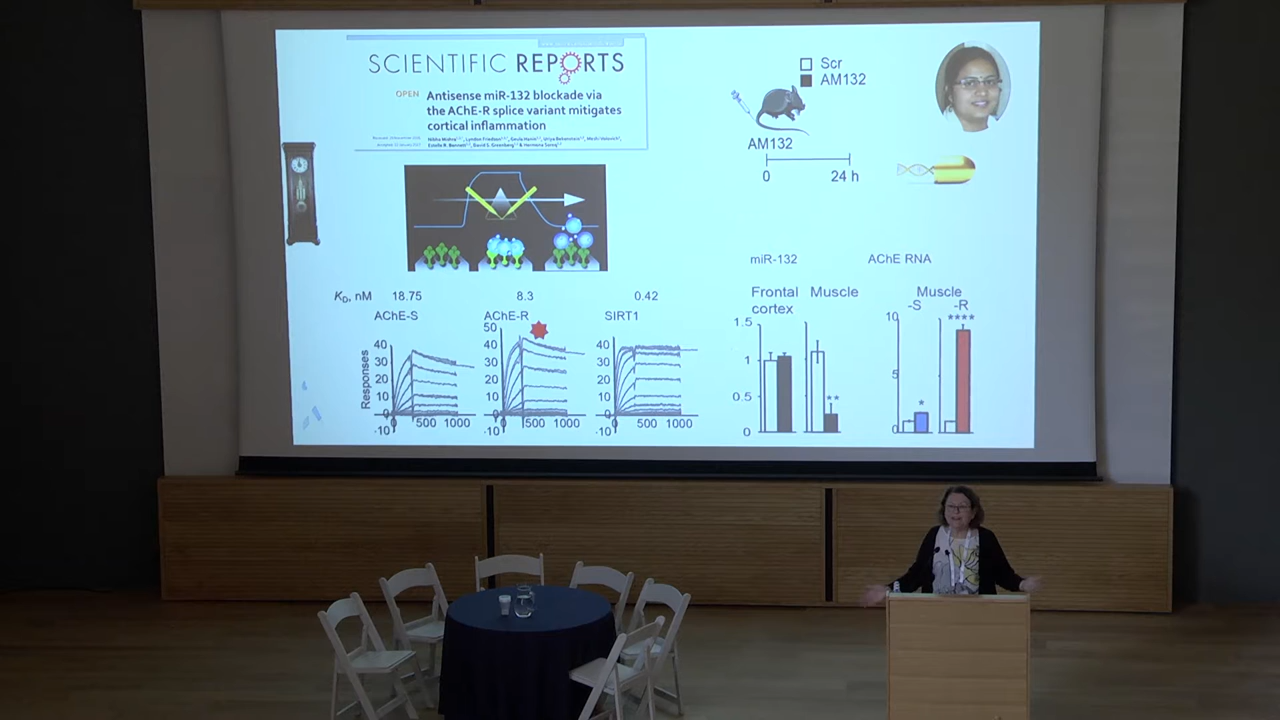 SCIENTIFIC REPORTS
OPEN Antisense miR-132 blockade via
the AChE-R splice variant mitigates
cortical inflammation
Scr
AM132
AM132
0 24 h
miR-132 AChE RNA
Frontal
cortex
Muscle
Muscle
-S -R
1.5
1
0.5
0
**
10
5
0
*
****
KD, nM 18.75 8.3 0.42
AChE-S AChE-R SIRT1
Responses
40
30
20
10
0
-10
0 500 1000
50
40
30
20
10
0
-10
0 500 1000
40
30
20
10
0
-10
0 500 1000